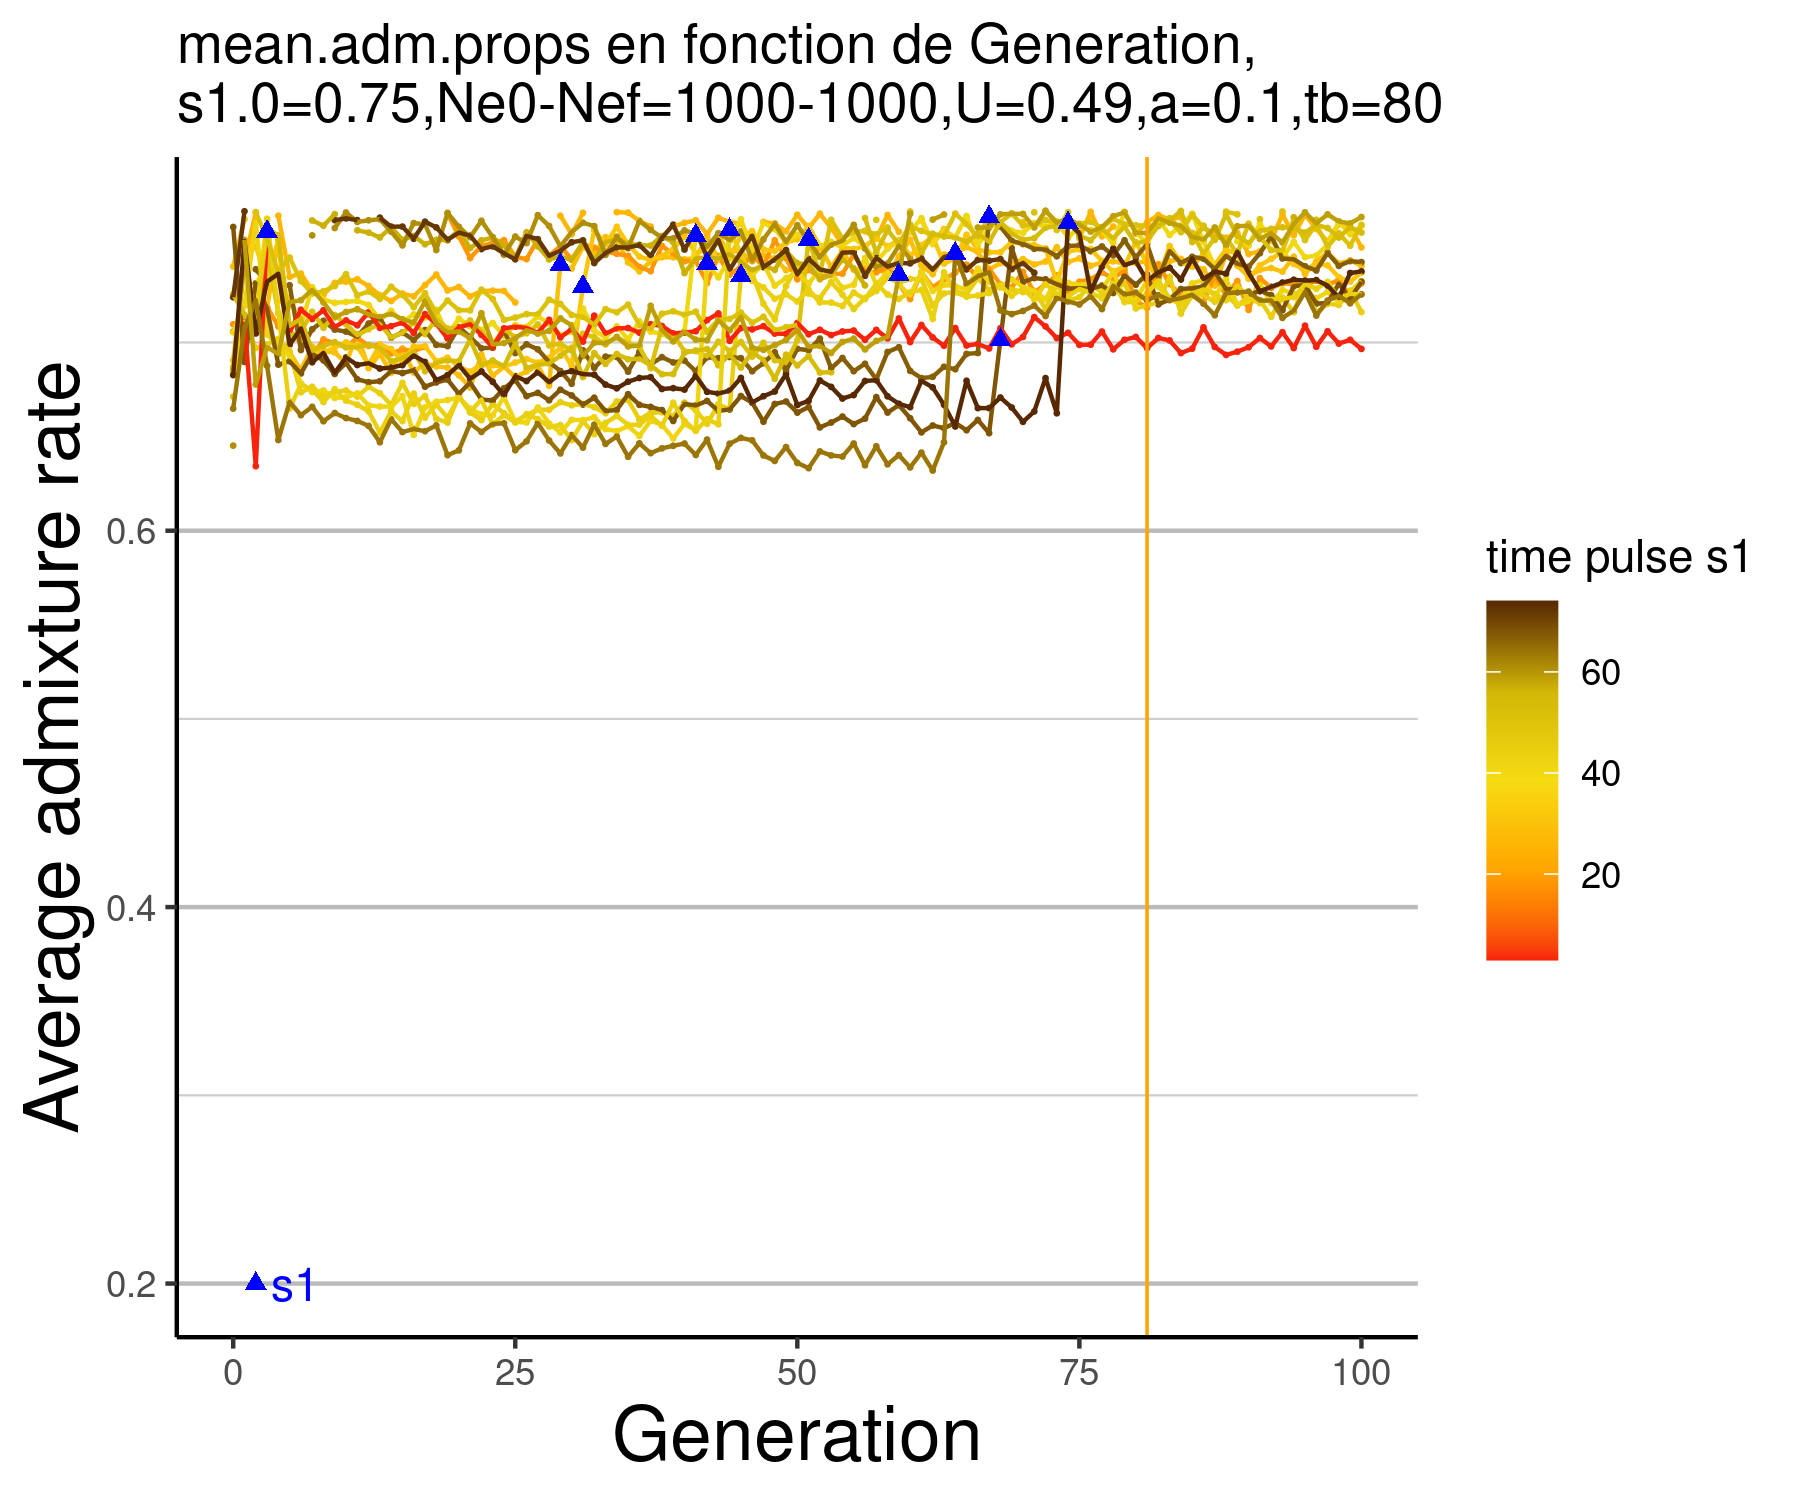 mean.adm.props en fonction de Generation,
s1.0=0.75,Ne0-Nef=1000-1000,U=0.49,a=0.1,tb=80
Average admixture rate
0.6
0.4
0.2
s1
0
25
50
75
100
Generation
time pulse s1
60
40
20